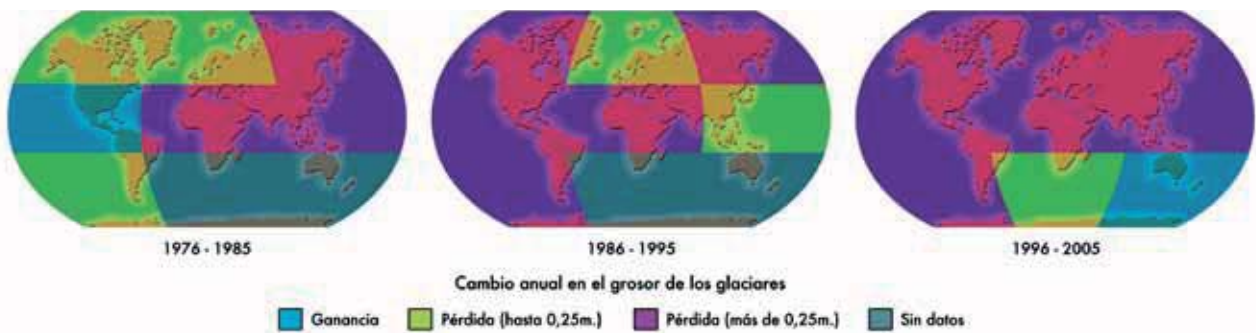 1976 - 1985
1986 - 1995
1996 - 2005
Cambio anual en el grosor de los glaciares
Ganancia
Pérdida (hasta 0,25m.)
Pérdida (más de 0,25m.)
Sin datos